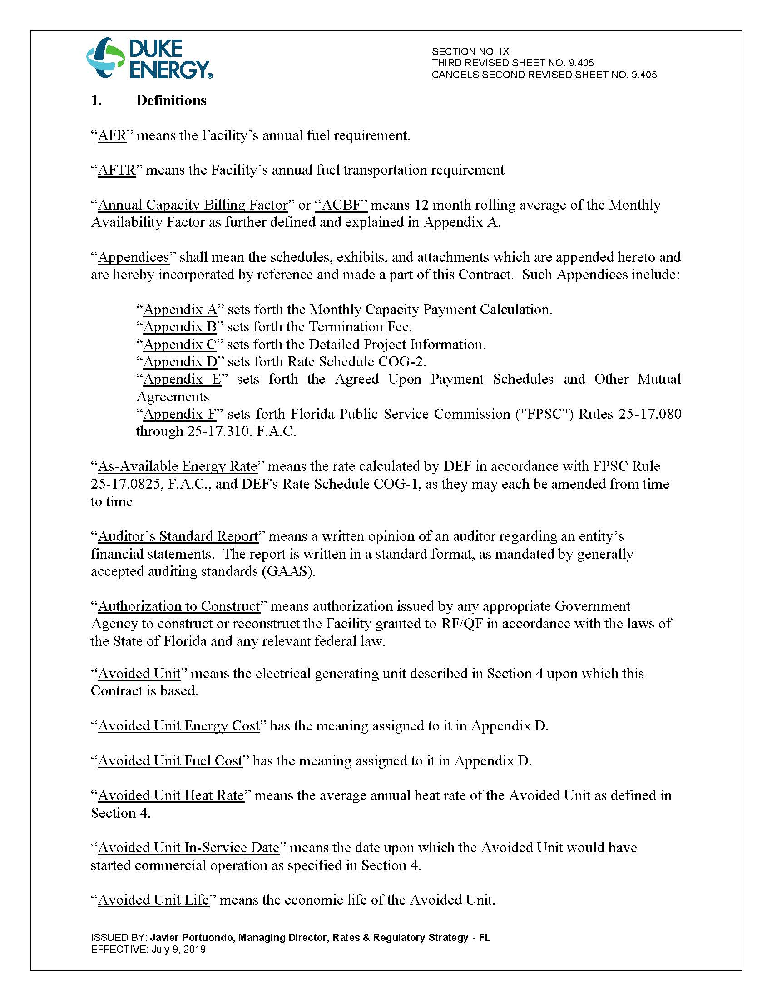 DUKE
ENERGY®
SECTION NO. IX
THIRD REVISED SHEET NO. 9.405
CANCELS SECOND REVISED SHEET NO. 9.405
1. Definitions
“AFR” means the Facility’s annual fuel requirement.
“AFTR” means the Facility’s annual fuel transportation requirement
“Annual Capacity Billing Factor” or “ACBF” means 12 month rolling average of the Monthly
Availability Factor as further defined and explained in Appendix A.
“Appendices” shall mean the schedules, exhibits, and attachments which are appended hereto and
are hereby incorporated by reference and made a part of this Contract.  Such Appendices include:
“Appendix A” sets forth the Monthly Capacity Payment Calculation.
“Appendix B” sets forth the Termination Fee.
“Appendix C” sets forth the Detailed Project Information.
“Appendix D” sets forth Rate Schedule COG-2.
“Appendix E” sets forth the Agreed Upon Payment Schedules and Other Mutual
Agreements
“Appendix F” sets forth Florida Public Service Commission ("FPSC") Rules 25-17.080
through 25-17.310, F.A.C.
“As-Available Energy Rate” means the rate calculated by DEF in accordance with FPSC Rule
25-17.0825, F.A.C., and DEF's Rate Schedule COG-1, as they may each be amended from time
to time
“Auditor’s Standard Report” means a written opinion of an auditor regarding an entity’s
financial statements.  The report is written in a standard format, as mandated by generally
accepted auditing standards (GAAS).
“Authorization to Construct” means authorization issued by any appropriate Government
Agency to construct or reconstruct the Facility granted to RF/QF in accordance with the laws of
the State of Florida and any relevant federal law.
“Avoided Unit” means the electrical generating unit described in Section 4 upon which this
Contract is based.
“Avoided Unit Energy Cost” has the meaning assigned to it in Appendix D.
“Avoided Unit Fuel Cost” has the meaning assigned to it in Appendix D.
“Avoided Unit Heat Rate” means the average annual heat rate of the Avoided Unit as defined in
Section 4.
“Avoided Unit In-Service Date” means the date upon which the Avoided Unit would have
started commercial operation as specified in Section 4.
“Avoided Unit Life” means the economic life of the Avoided Unit.
ISSUED BY: Javier Portuondo, Managing Director, Rates & Regulatory Strategy - FL
EFFECTIVE: July 9, 2019